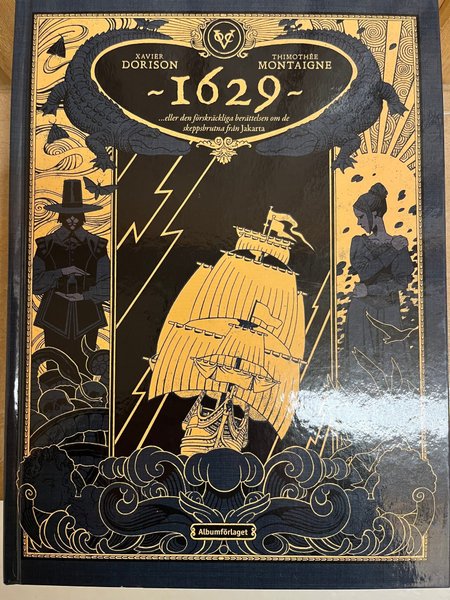 XAVIER
DORISON
THIMOTHÉE
MONTAIGNE
~1629~
...eller den förskräckliga berättelsen om de
skeppsbrutna från Jakarta
Albumförlaget